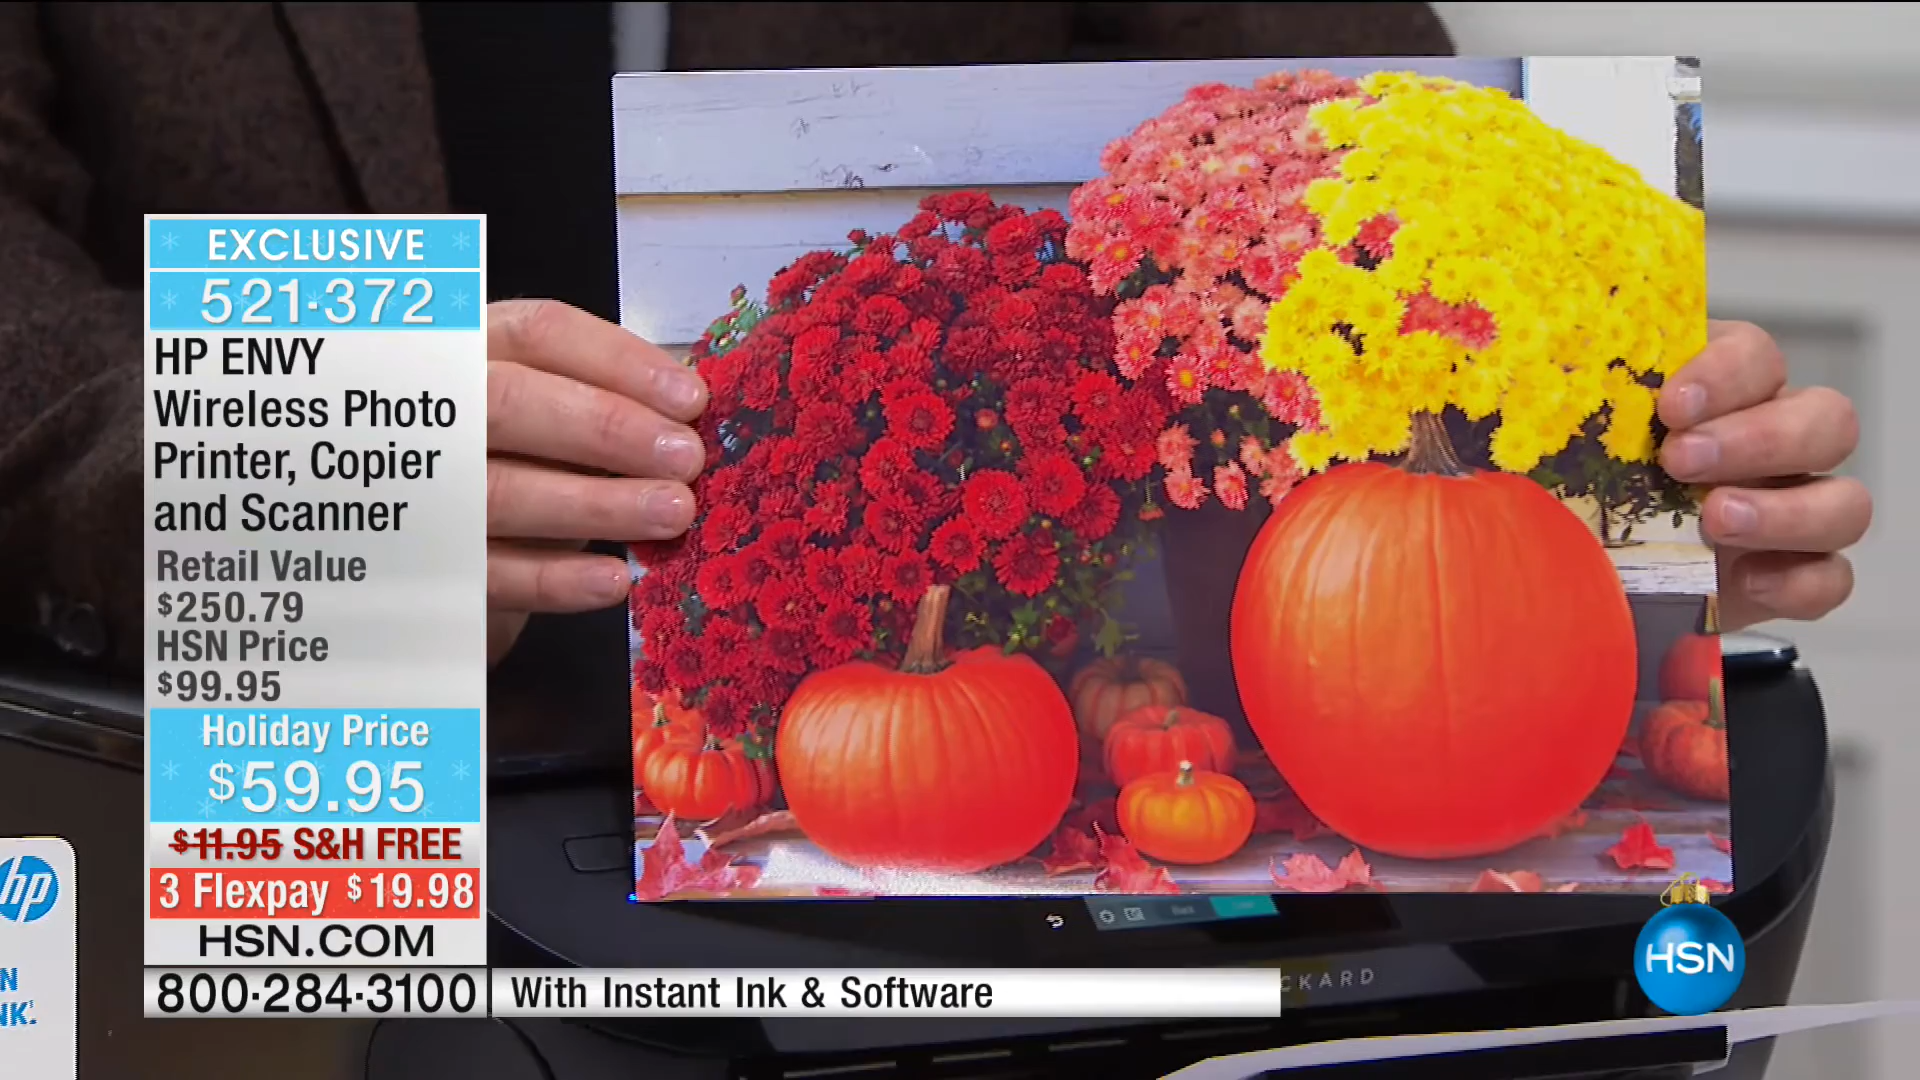 EXCLUSIVE
521·372
HP ENVY
Wireless Photo
Printer, Copier
and Scanner
Retail Value
$250.79
HSN Price
$99.95
Holiday Price
$59.95
$11.95 S&H FREE
3 Flexpay $19.98
HSN.COM
800·284·3100
With Instant Ink & Software
hp
N
NK.
CKARD
HSN